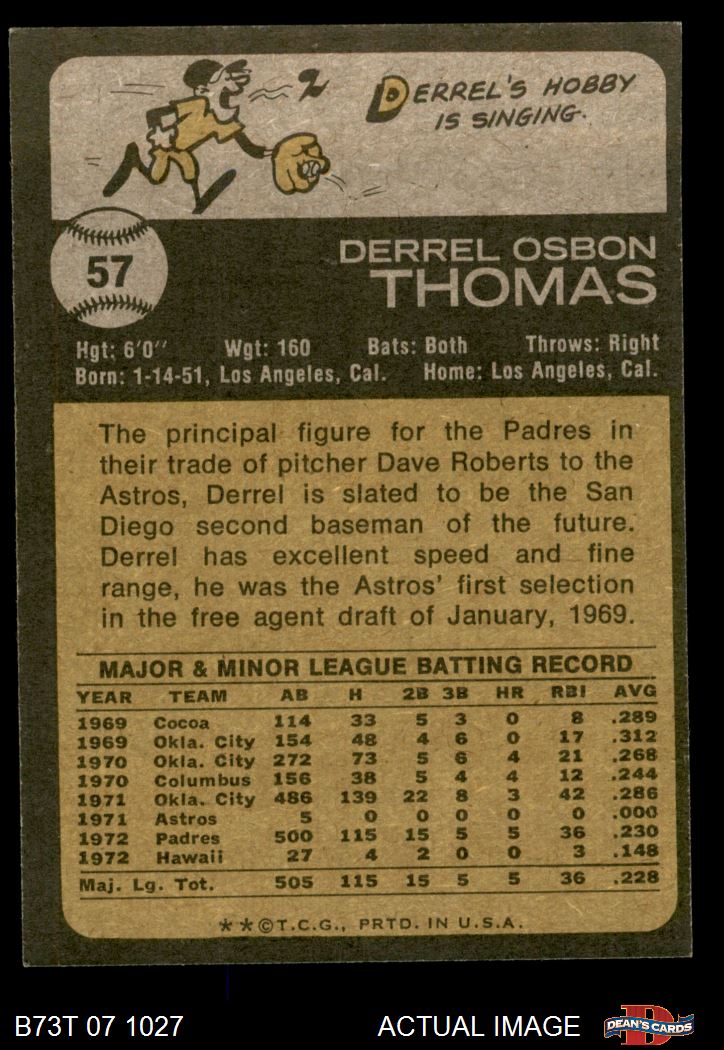 DERREL'S HOBBY
IS SINGING.
57
DERREL OSBON
THOMAS
Hgt: 6'0" Wgt: 160 Bats: Both Throws: Right
Born: 1-14-51, Los Angeles, Cal. Home: Los Angeles, Cal.
The principal figure for the Padres in
their trade of pitcher Dave Roberts to the
Astros, Derrel is slated to be the San
Diego second baseman of the future.
Derrel has excellent speed and fine
range, he was the Astros' first selection
in the free agent draft of January, 1969.
MAJOR & MINOR LEAGUE BATTING RECORD
YEAR TEAM AB H 2B 3B HR RBI AVG
1969 Cocoa 114 33 5 3 0 8 .289
1969 Okla. City 154 48 4 6 0 17 .312
1970 Okla. City 272 73 5 6 4 21 .268
1970 Columbus 156 38 5 4 4 12 .244
1971 Okla. City 486 139 22 8 3 42 .286
1971 Astros 5 0 0 0 0 0 .000
1972 Padres 500 115 15 5 5 36 .230
1972 Hawaii 27 4 2 0 0 3 .148
Maj. Lg. Tot. 505 115 15 5 5 36 .228
**©T.C.G., PRTD. IN U.S.A.
B73T 07 1027 ACTUAL IMAGE
D
DEAN'S CARDS